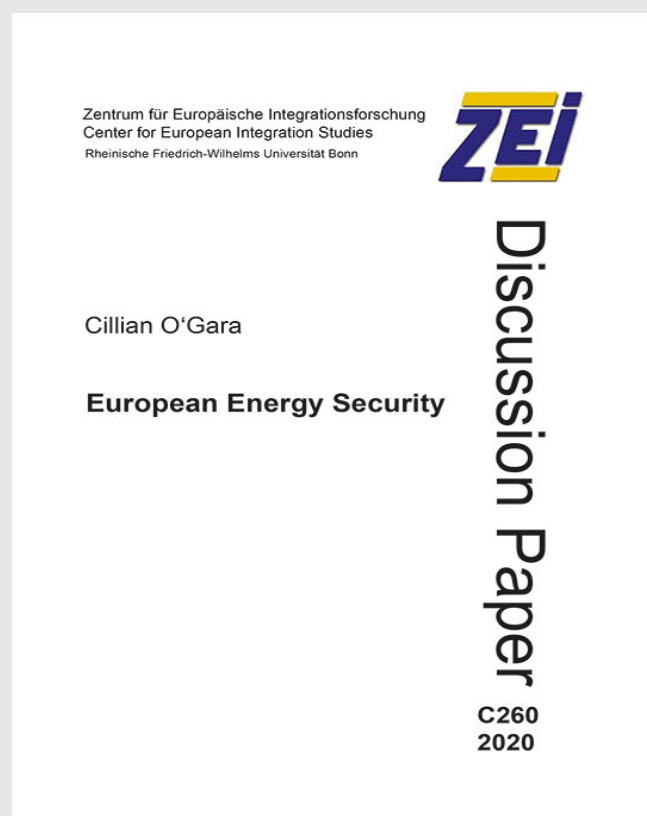 Zentrum für Europäische Integrationsforschung
Center for European Integration Studies
Rheinische Friedrich-Wilhelms Universität Bonn
ZEI
Cillian O‘Gara
European Energy Security
Discussion Paper
C260
2020